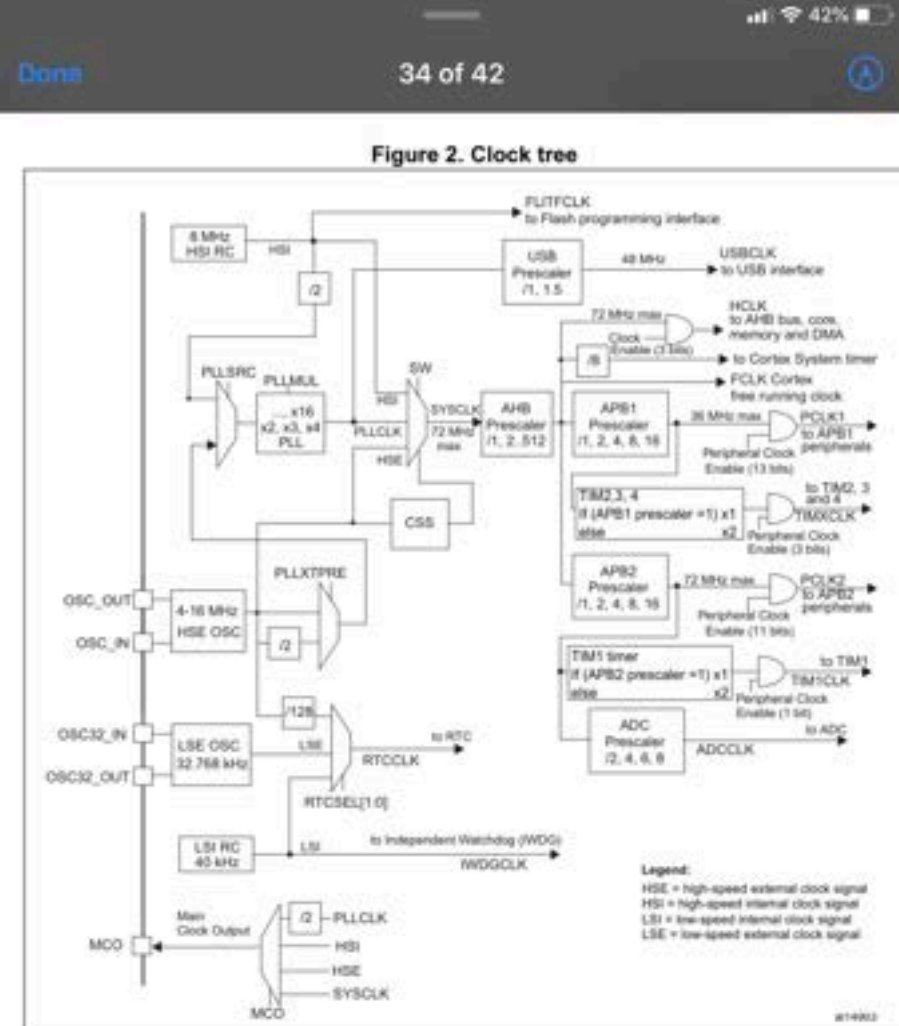 42%
Done
34 of 42
Figure 2. Clock tree
FLITFCLK
to Flash programming interface
8 MHz
HSI RC
HSI
USB
Prescaler
/1, 1.5
48 MHz
USBCLK
to USB interface
/2
72 MHz max
HCLK
to AHB bus, core,
memory and DMA
Clock
Enable (3 bits)
/8
to Cortex System timer
FCLK Cortex
free running clock
PLLSRC
PLLMUL
..., x16
x2, x3, x4
PLL
SW
HSI
PLLCLK
HSE
SYSCLK
72 MHz
max
AHB
Prescaler
/1, 2..512
APB1
Prescaler
/1, 2, 4, 8, 16
36 MHz max
PCLK1
to APB1
peripherals
Peripheral Clock
Enable (13 bits)
TIM2,3, 4
If (APB1 prescaler =1) x1
else x2
to TIM2, 3
and 4
TIMXCLK
Peripheral Clock
Enable (3 bits)
CSS
PLLXTPRE
OSC_OUT
OSC_IN
4-16 MHz
HSE OSC
/2
APB2
Prescaler
/1, 2, 4, 8, 16
72 MHz max
PCLK2
to APB2
peripherals
Peripheral Clock
Enable (11 bits)
TIM1 timer
If (APB2 prescaler =1) x1
else x2
to TIM1
TIM1CLK
Peripheral Clock
Enable (1 bit)
/128
OSC32_IN
OSC32_OUT
LSE OSC
32.768 kHz
LSE
to RTC
RTCCLK
RTCSEL[1:0]
ADC
Prescaler
/2, 4, 6, 8
to ADC
ADCCLK
LSI RC
40 kHz
LSI
to Independent Watchdog (IWDG)
IWDGCLK
Legend:
HSE = high-speed external clock signal
HSI = high-speed internal clock signal
LSI = low-speed internal clock signal
LSE = low-speed external clock signal
Main
Clock Output
MCO
/2
PLLCLK
HSI
HSE
SYSCLK
MCO
ai14903